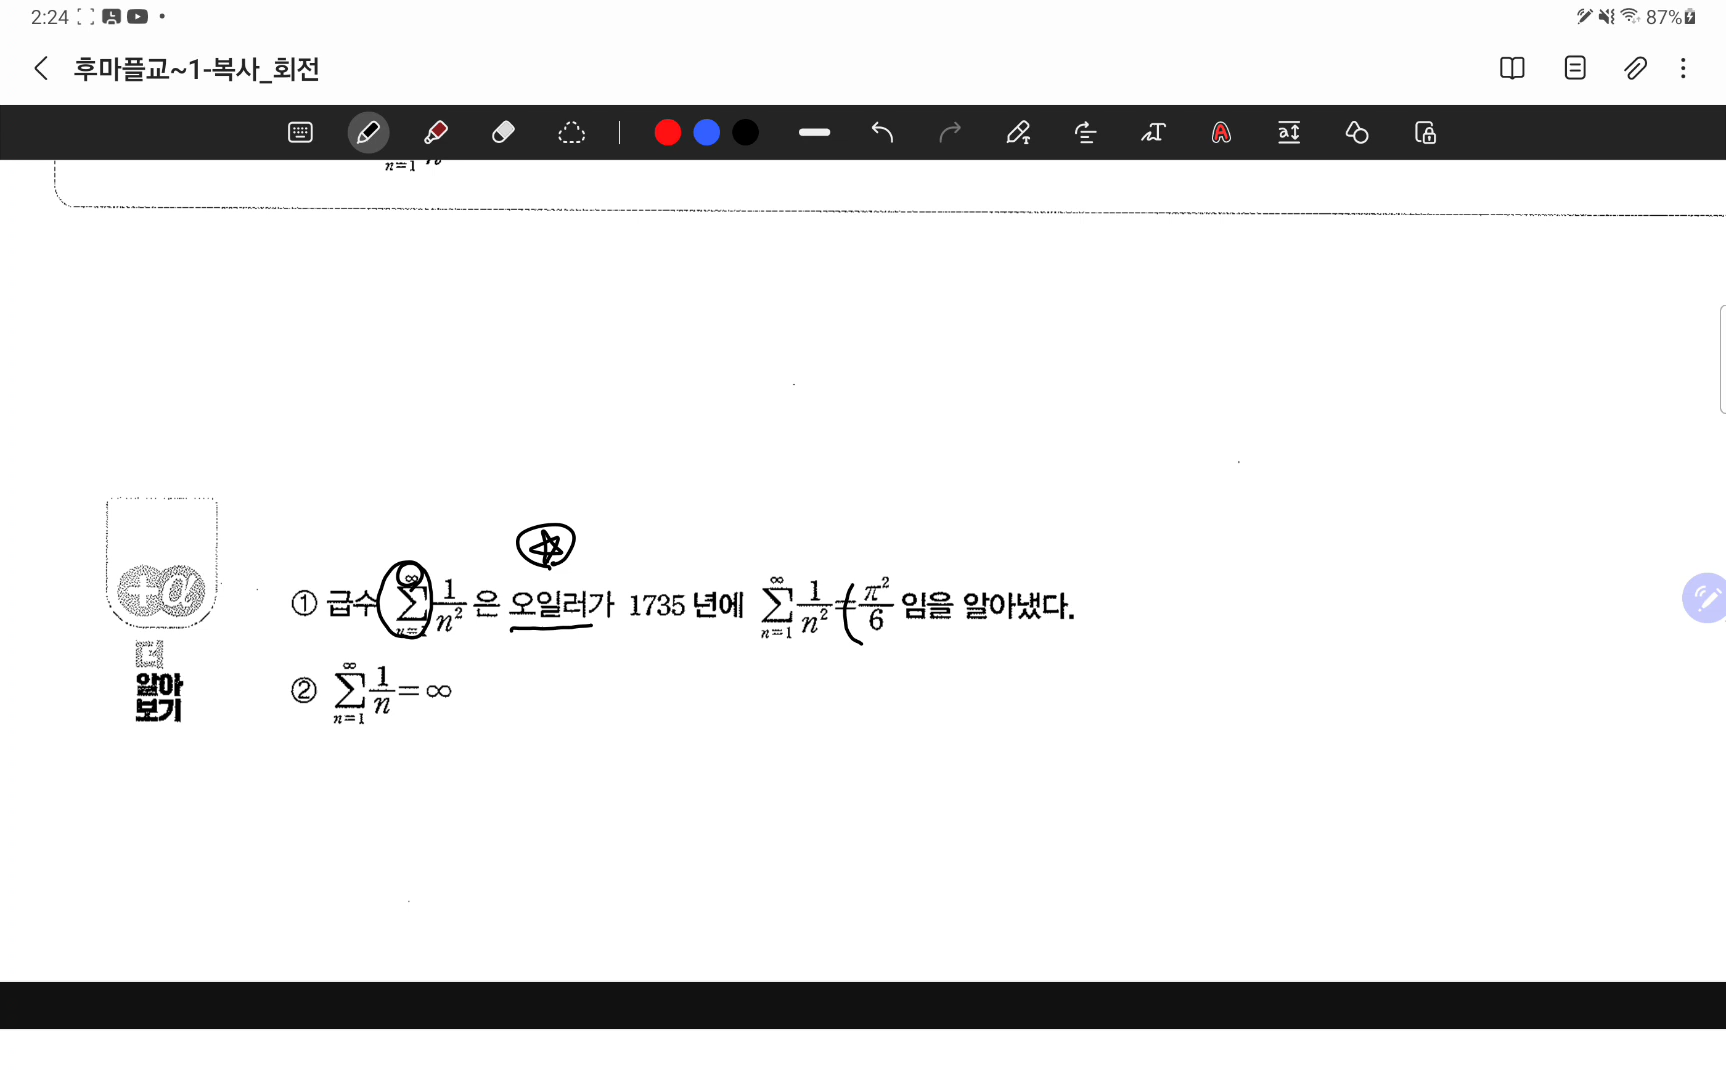 2:24 87%
후마플교~1-복사_회전
n=1 n
① 급수 ∞∑n=1 1/n² 은 오일러가 1735 년에 ∞∑n=1 1/n² = π²/6 임을 알아냈다.
+α
더
알아
보기
② ∞∑n=1 1/n = ∞